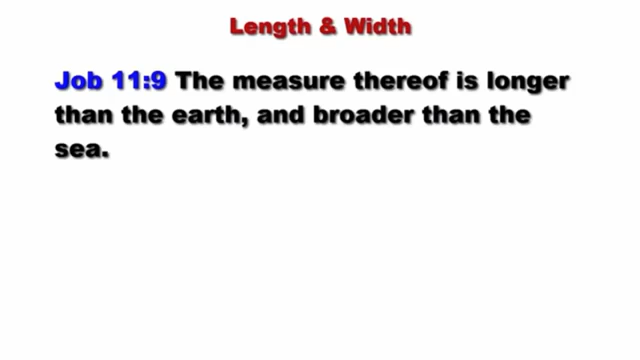 Length & Width
Job 11:9 The measure thereof is longer
than the earth, and broader than the
sea.